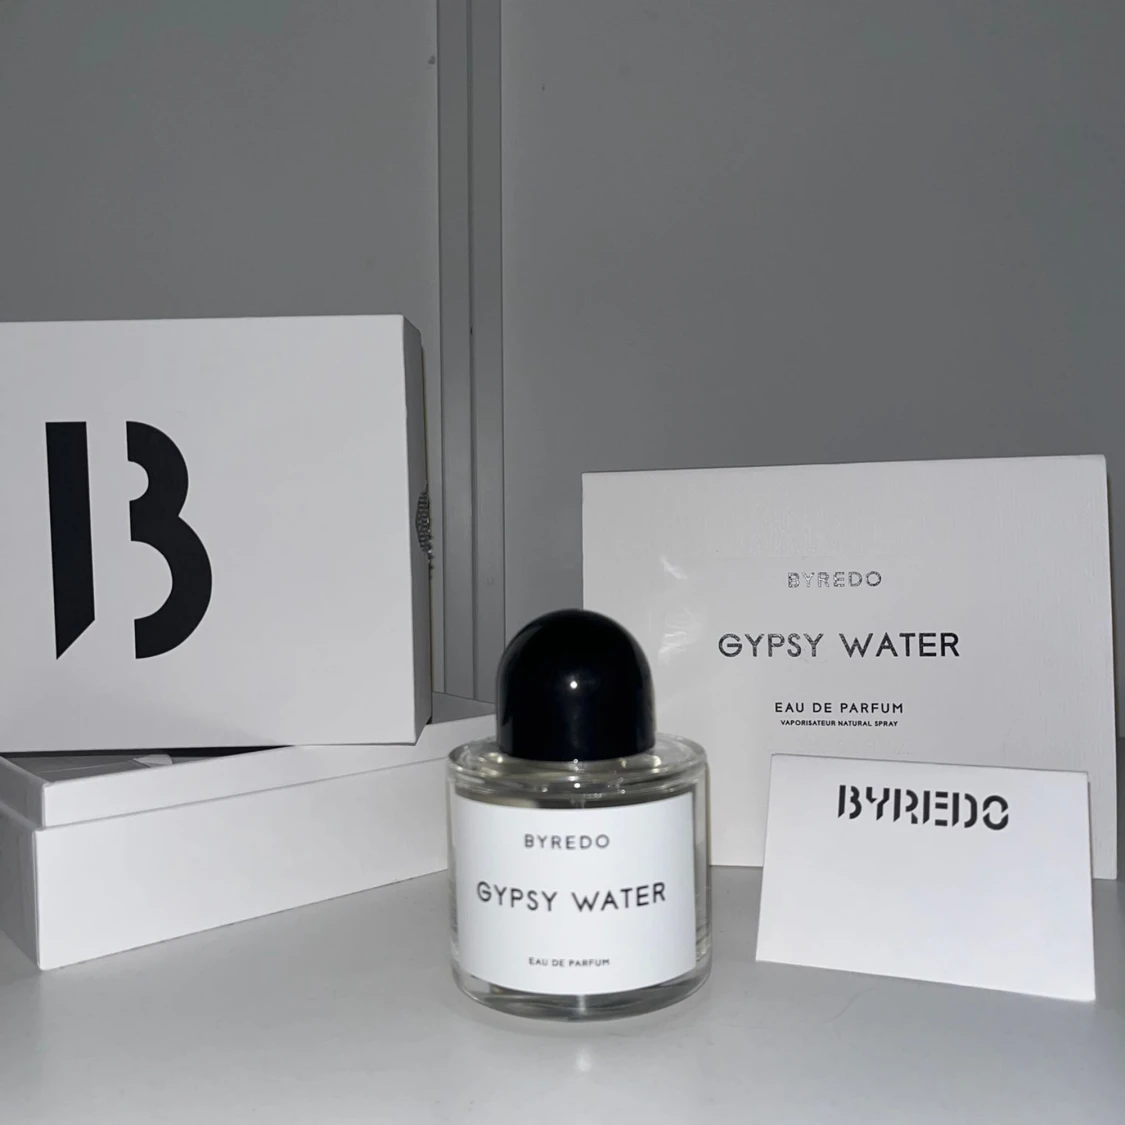 B
BYREDO
GYPSY WATER
EAU DE PARFUM
VAPORISATEUR NATURAL SPRAY
BYREDO
BYREDO
GYPSY WATER
EAU DE PARFUM